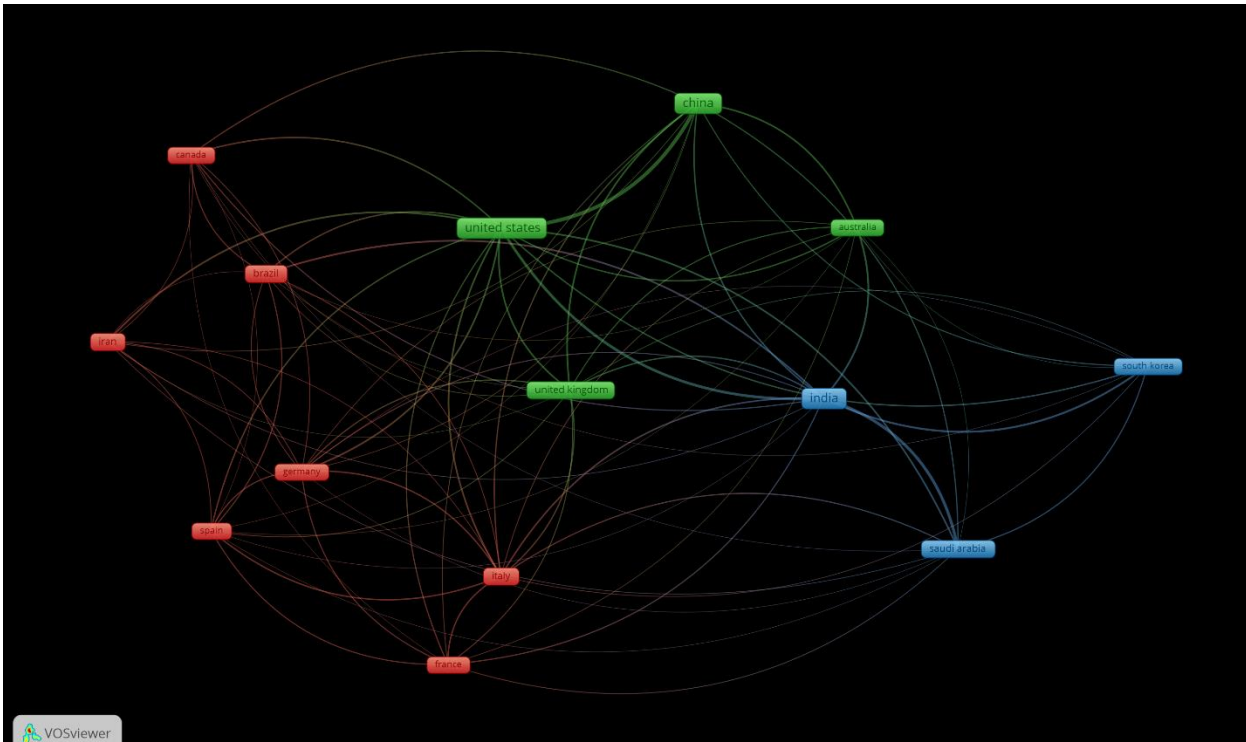 china
canada
united states
australia
brazil
iran
south korea
united kingdom
india
germany
spain
saudi arabia
italy
france
VOSviewer